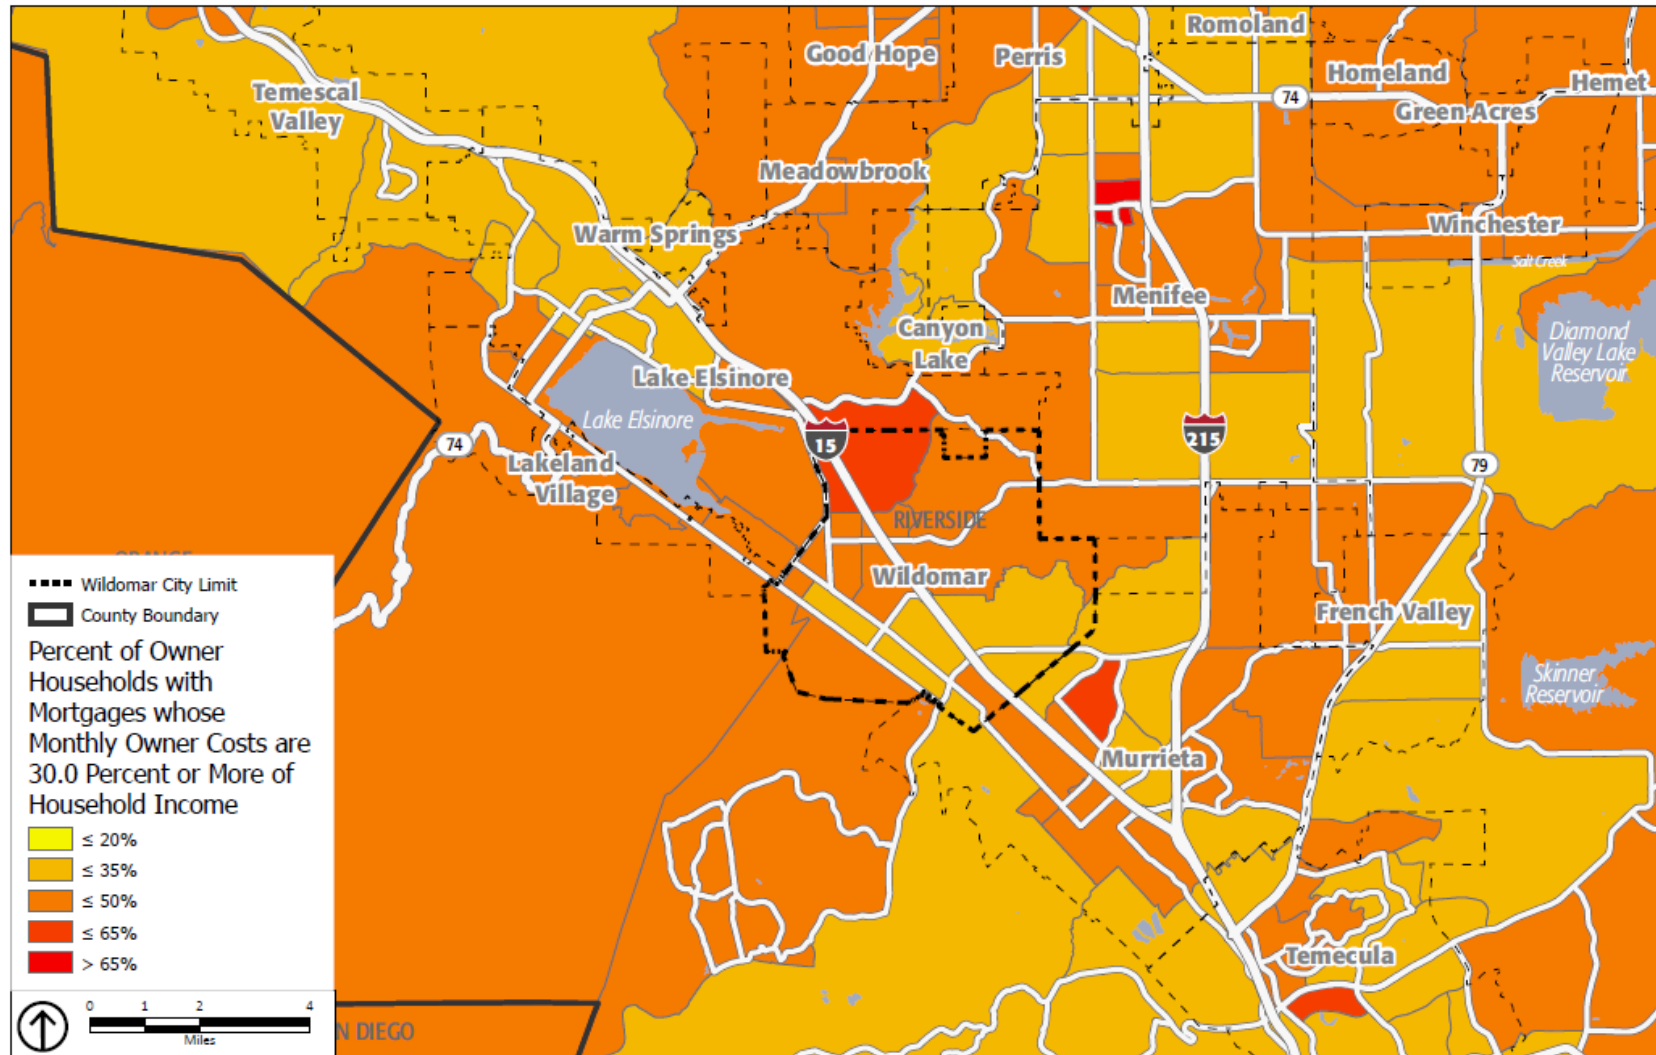 Romoland
Good Hope
Perris
Homeland
Hemet
Temescal
Valley
74
Green Acres
Meadowbrook
Warm Springs
Winchester
Salt Creek
Menifee
Canyon
Lake
Diamond
Valley Lake
Reservoir
Lake Elsinore
Lake Elsinore
74
15
215
79
Lakeland
Village
RIVERSIDE
Wildomar
French Valley
Skinner
Reservoir
Murrieta
Temecula
Wildomar City Limit
County Boundary
Percent of Owner
Households with
Mortgages whose
Monthly Owner Costs are
30.0 Percent or More of
Household Income
≤ 20%
≤ 35%
≤ 50%
≤ 65%
> 65%
0 1 2 4
Miles
N DIEGO